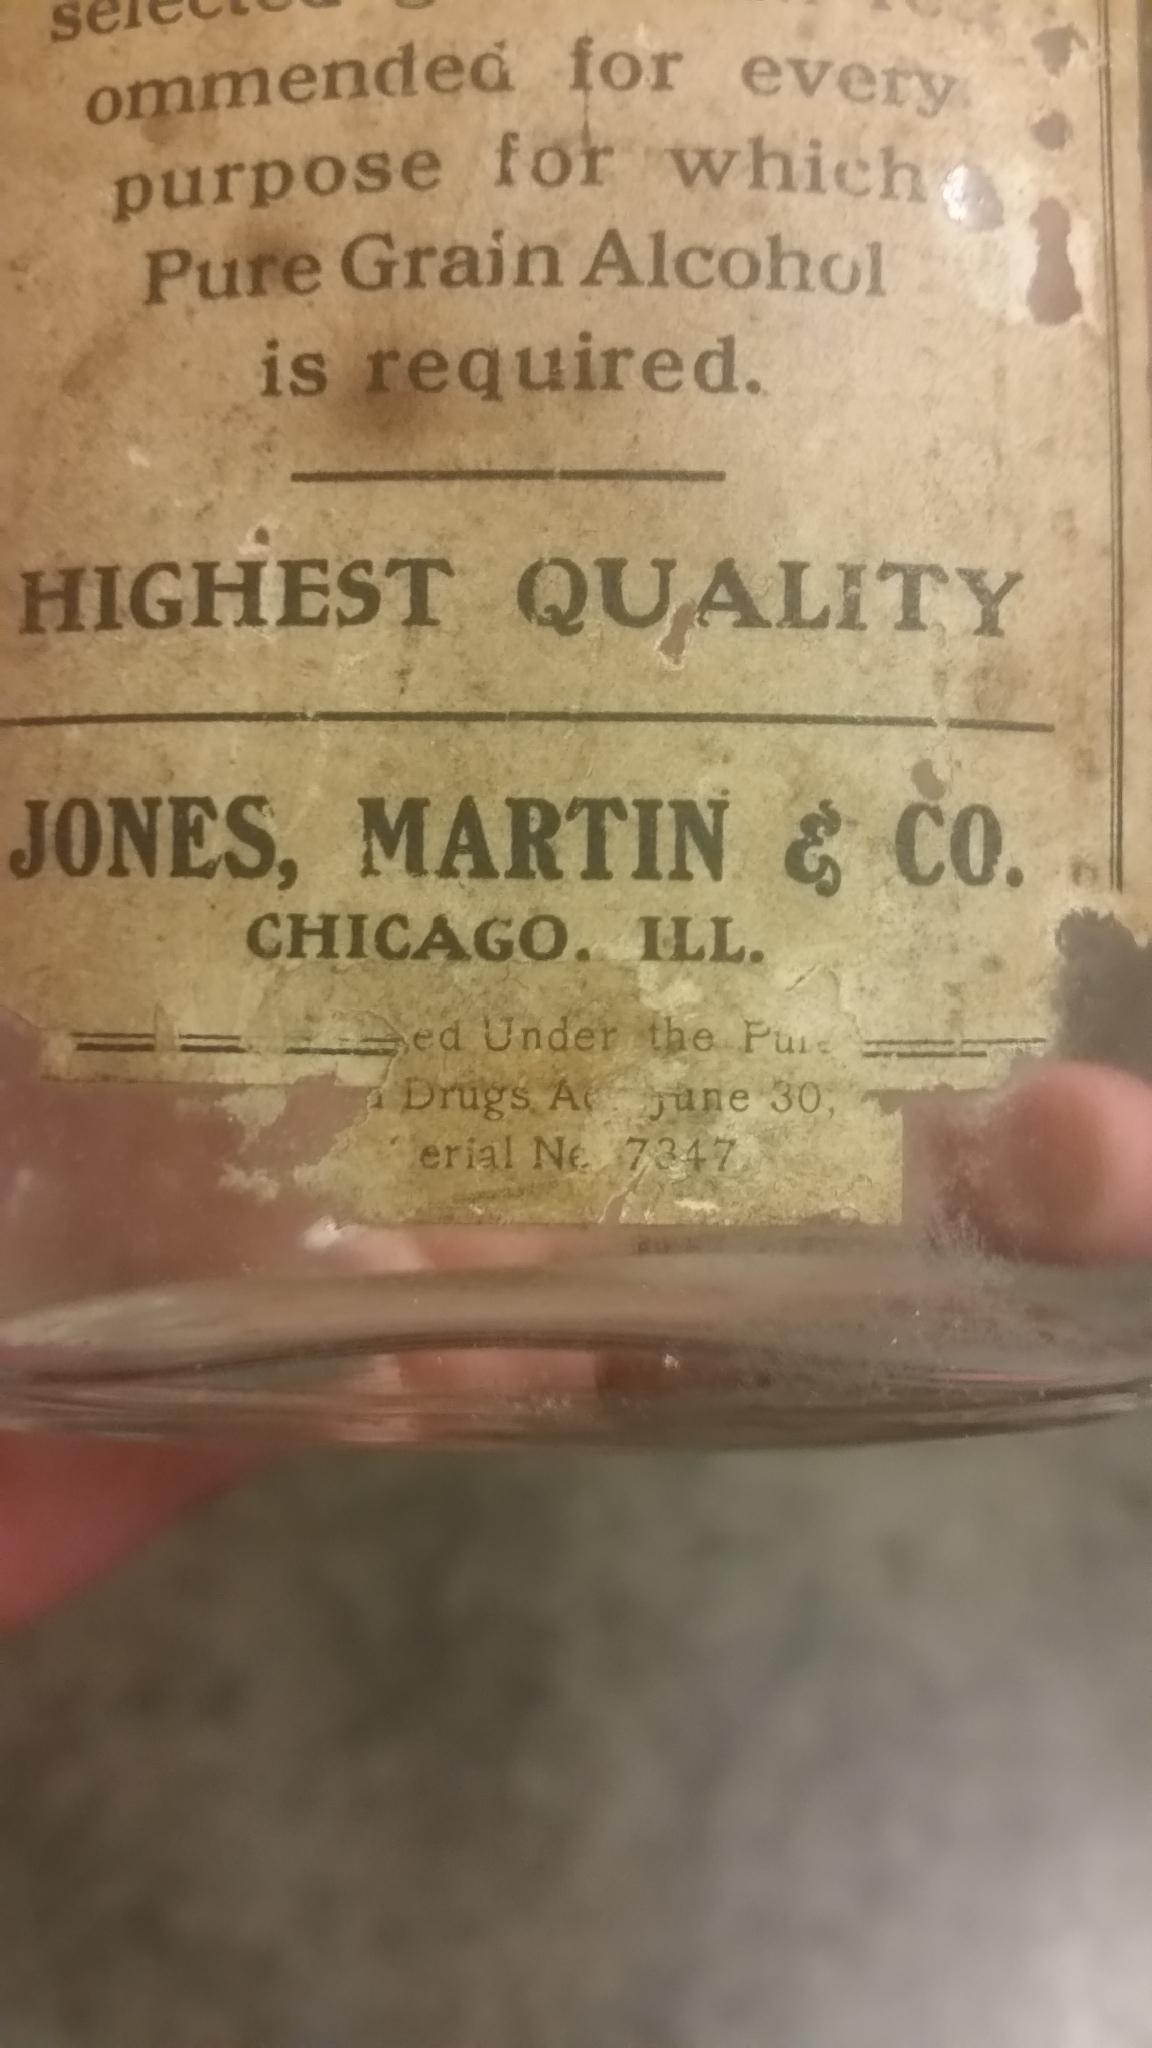 selected
ommended for every
purpose for which
Pure Grain Alcohol
is required.
HIGHEST QUALITY
JONES, MARTIN & CO.
CHICAGO. ILL.
Under the
Drugs June 30,
7347